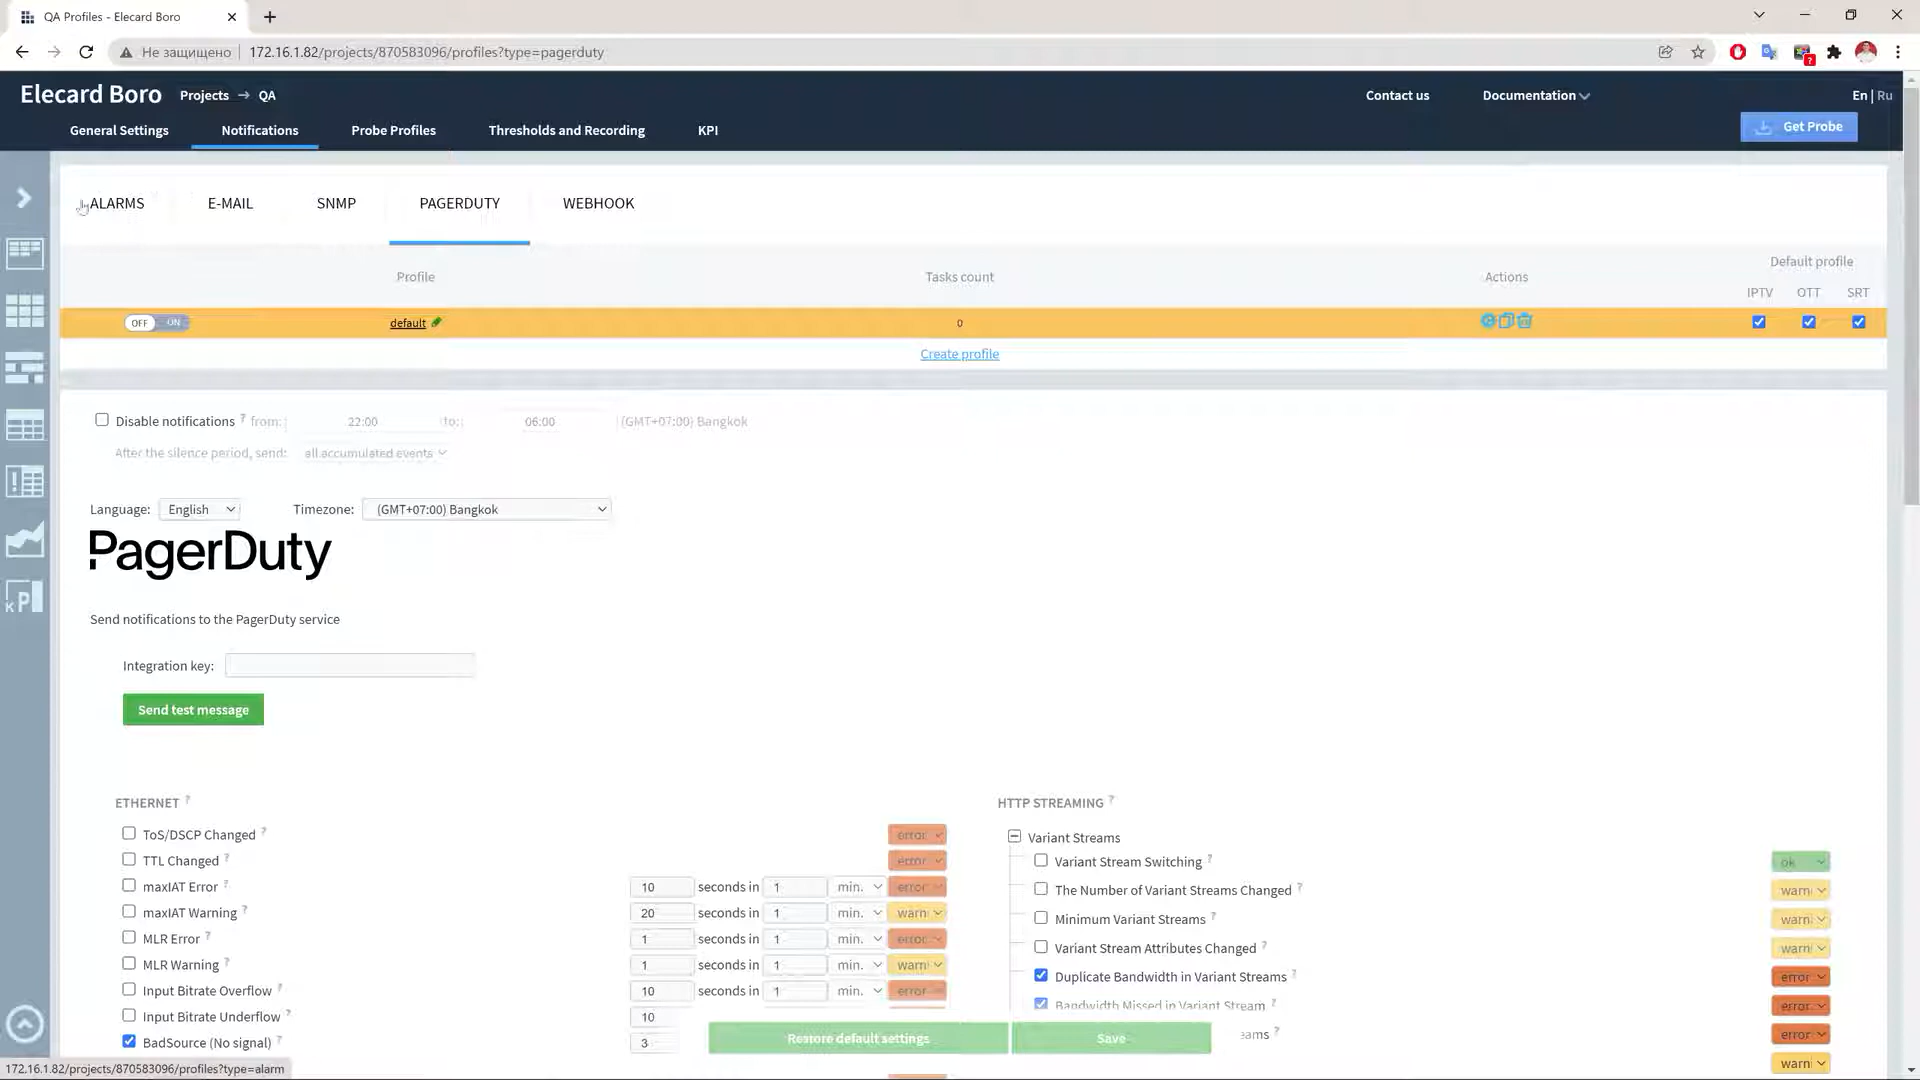 QA Profiles - Elecard Boro
Не защищено 172.16.1.82/projects/870583096/profiles?type=pagerduty
Elecard Boro Projects → QA Contact us Documentation En | Ru
General Settings Notifications Probe Profiles Thresholds and Recording KPI Get Probe
ALARMS E-MAIL SNMP PAGERDUTY WEBHOOK
Profile Tasks count Actions Default profile
IPTV OTT SRT
OFF ON default 0
Create profile
Disable notifications ? from: 22:00 to: 06:00 (GMT+07:00) Bangkok
After the silence period, send: all accumulated events
Language: English Timezone: (GMT+07:00) Bangkok
PagerDuty
Send notifications to the PagerDuty service
Integration key:
Send test message
ETHERNET ? HTTP STREAMING ?
ToS/DSCP Changed ? error Variant Streams
TTL Changed ? error Variant Stream Switching ? ok
maxIAT Error ? 10 seconds in 1 min. error The Number of Variant Streams Changed ? warni
maxIAT Warning ? 20 seconds in 1 min. warni Minimum Variant Streams ? warni
MLR Error ? 1 seconds in 1 min. error Variant Stream Attributes Changed ? warni
MLR Warning ? 1 seconds in 1 min. warni Duplicate Bandwidth in Variant Streams ? error
Input Bitrate Overflow ? 10 seconds in 1 min. error Bandwidth Missed in Variant Stream ? error
Input Bitrate Underflow ? 10 Restore default settings Save eams ? error
BadSource (No signal) ? 3 warni
172.16.1.82/projects/870583096/profiles?type=alarm
KPI